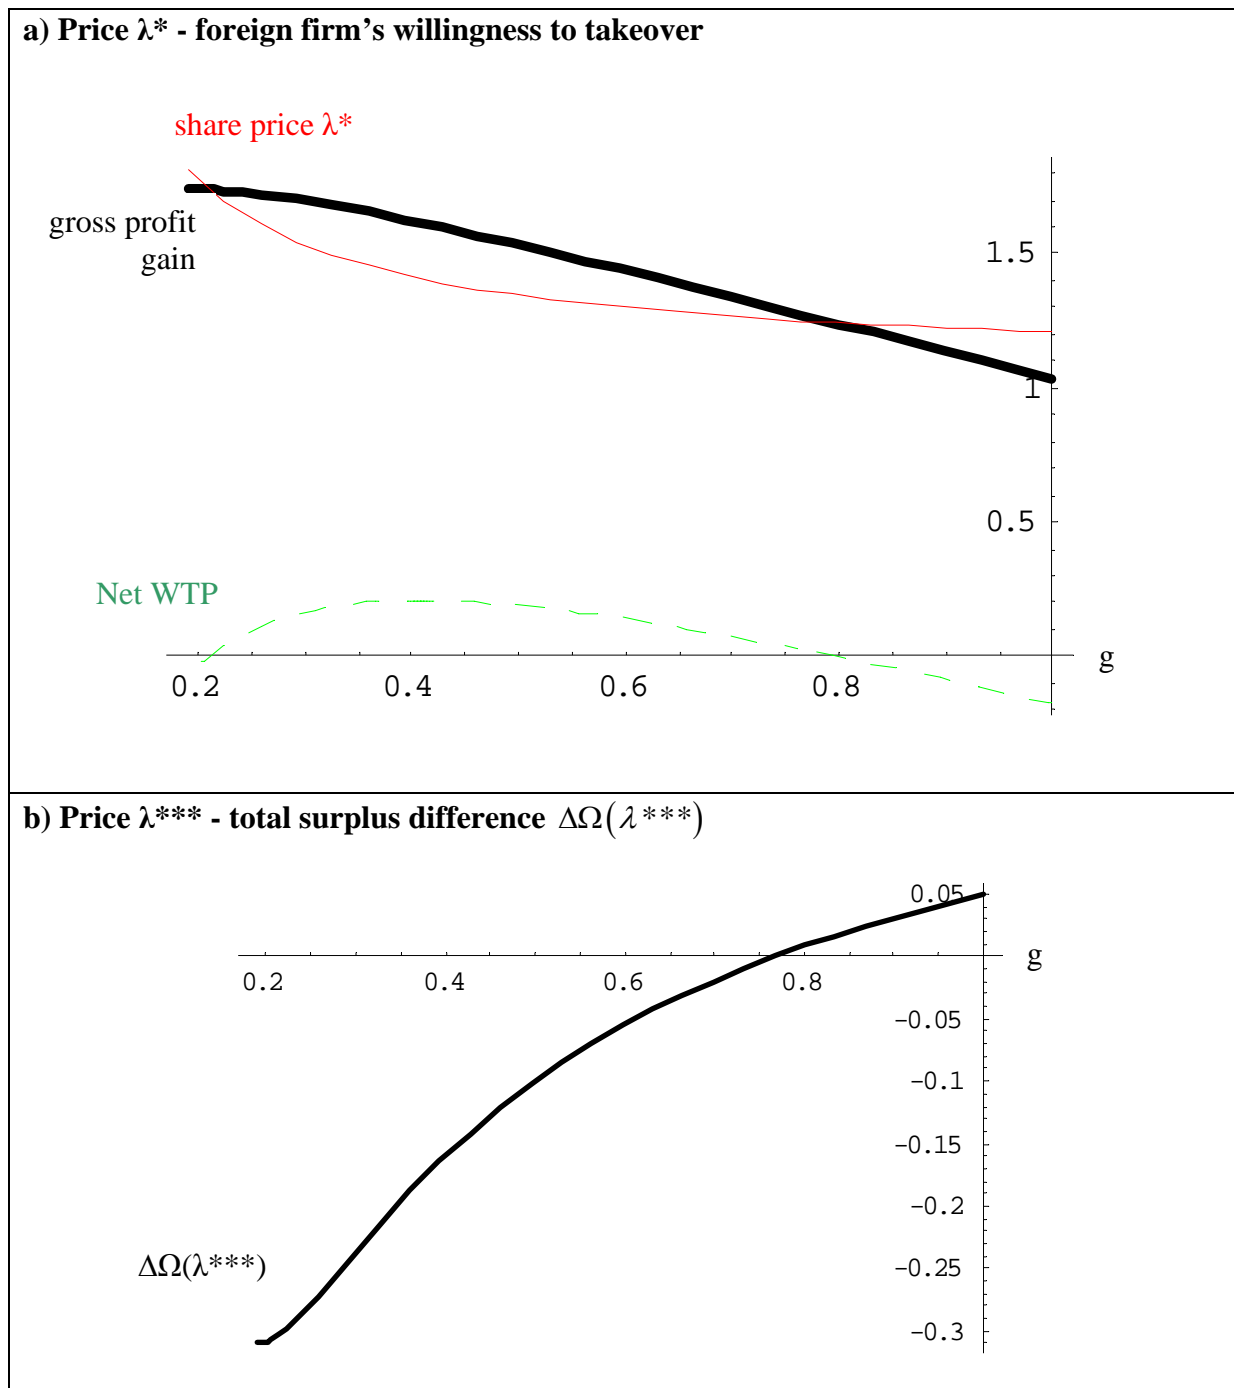 a) Price λ* - foreign firm's willingness to takeover
share price λ*
gross profit
gain
1.5
1
0.5
Net WTP
g
0.2
0.4
0.6
0.8
b) Price λ*** - total surplus difference ΔΩ(λ***)
0.05
g
0.2
0.4
0.6
0.8
−0.05
−0.1
−0.15
−0.2
ΔΩ(λ***)
−0.25
−0.3